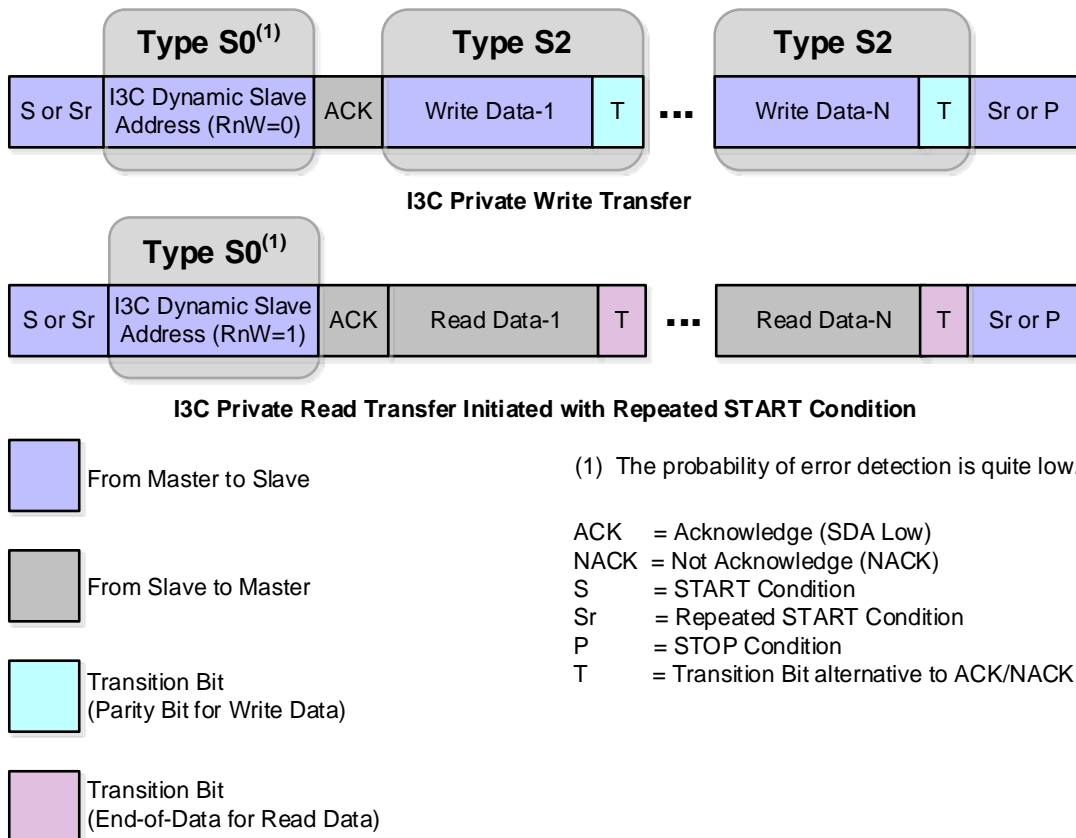 Type S0(1)
Type S2
Type S2
S or Sr
I3C Dynamic Slave
Address (RnW=0)
ACK
Write Data-1
T
...
Write Data-N
T
Sr or P
I3C Private Write Transfer
Type S0(1)
S or Sr
I3C Dynamic Slave
Address (RnW=1)
ACK
Read Data-1
T
...
Read Data-N
T
Sr or P
I3C Private Read Transfer Initiated with Repeated START Condition
From Master to Slave
From Slave to Master
Transition Bit
(Parity Bit for Write Data)
Transition Bit
(End-of-Data for Read Data)
(1) The probability of error detection is quite low.
ACK = Acknowledge (SDA Low)
NACK = Not Acknowledge (NACK)
S = START Condition
Sr = Repeated START Condition
P = STOP Condition
T = Transition Bit alternative to ACK/NACK